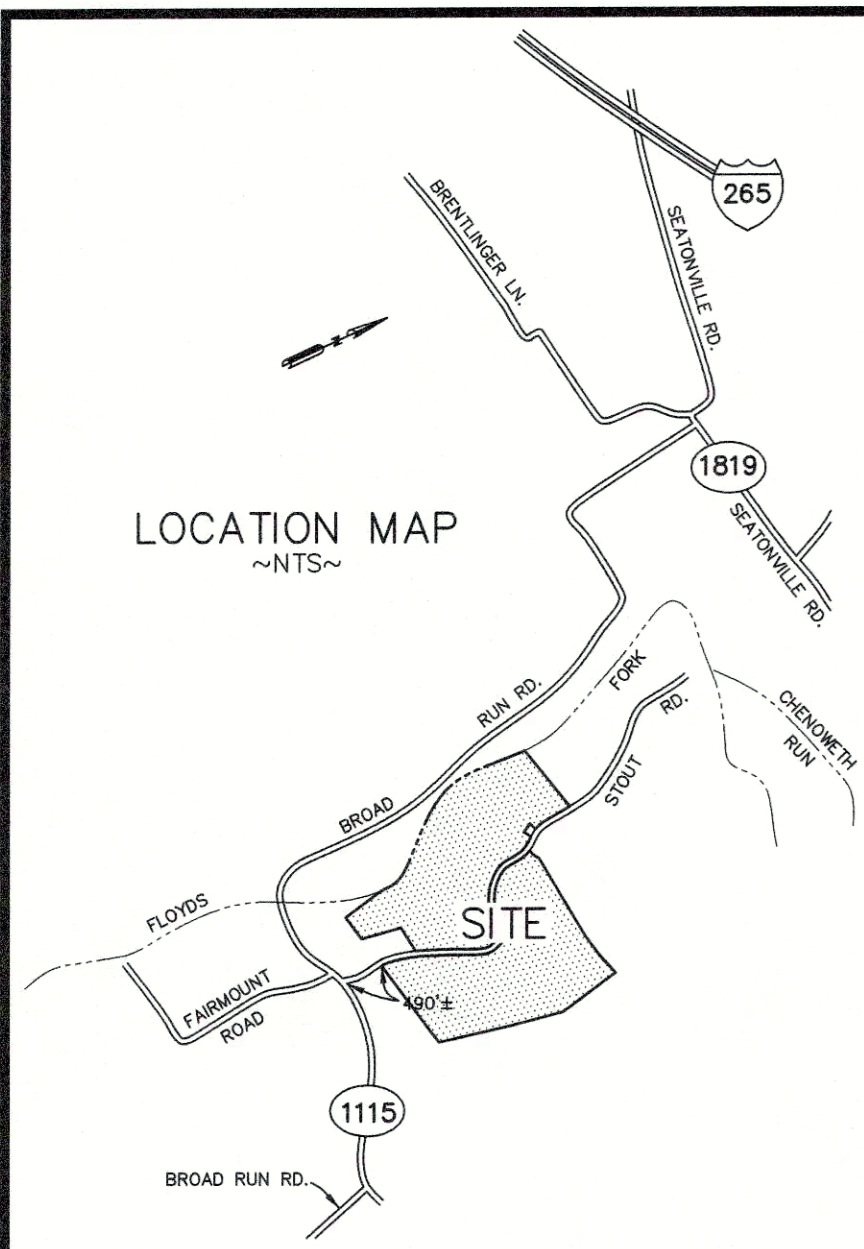 265
BRENTLINGER LN.
SEATONVILLE RD.
N
1819
LOCATION MAP
~NTS~
SEATONVILLE RD.
FORK
RUN RD.
RD.
CHENOWETH
RUN
STOUT
BROAD
FLOYDS
SITE
FAIRMOUNT
ROAD
490'±
1115
BROAD RUN RD.